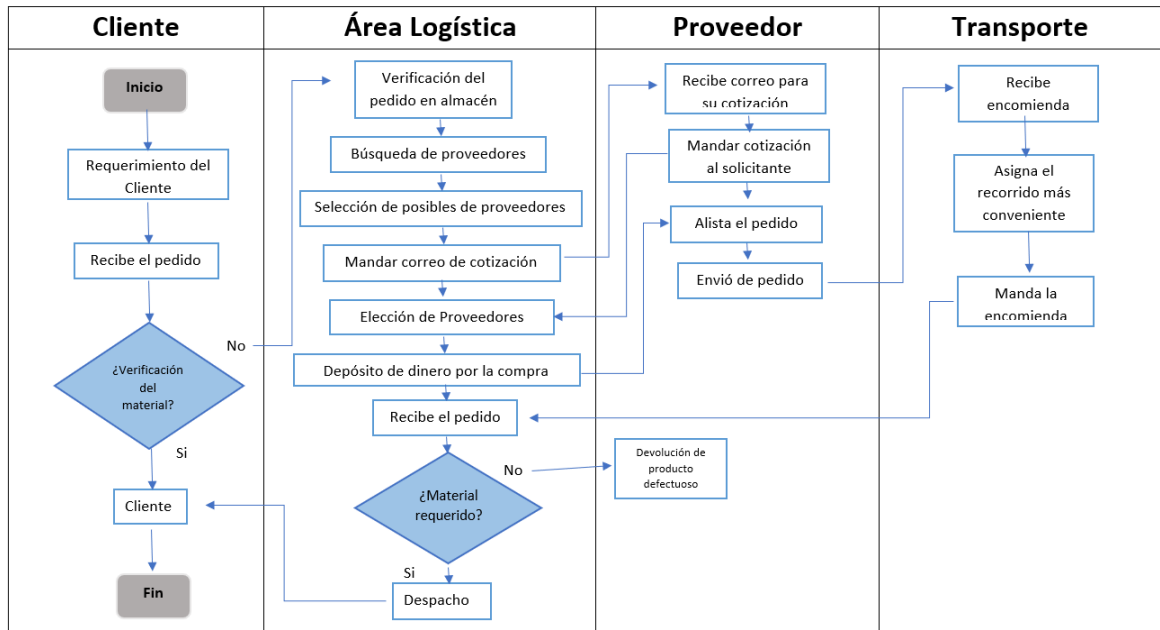 Cliente
Área Logística
Proveedor
Transporte
Inicio
Requerimiento del
Cliente
Recibe el pedido
¿Verificación
del
material?
No
Si
Cliente
Fin
Verificación del
pedido en almacén
Búsqueda de proveedores
Selección de posibles de proveedores
Mandar correo de cotización
Elección de Proveedores
Depósito de dinero por la compra
Recibe el pedido
¿Material
requerido?
No
Si
Despacho
Recibe correo para
su cotización
Mandar cotización
al solicitante
Alista el pedido
Envió de pedido
Devolución de
producto
defectuoso
Recibe
encomienda
Asigna el
recorrido más
conveniente
Manda la
encomienda